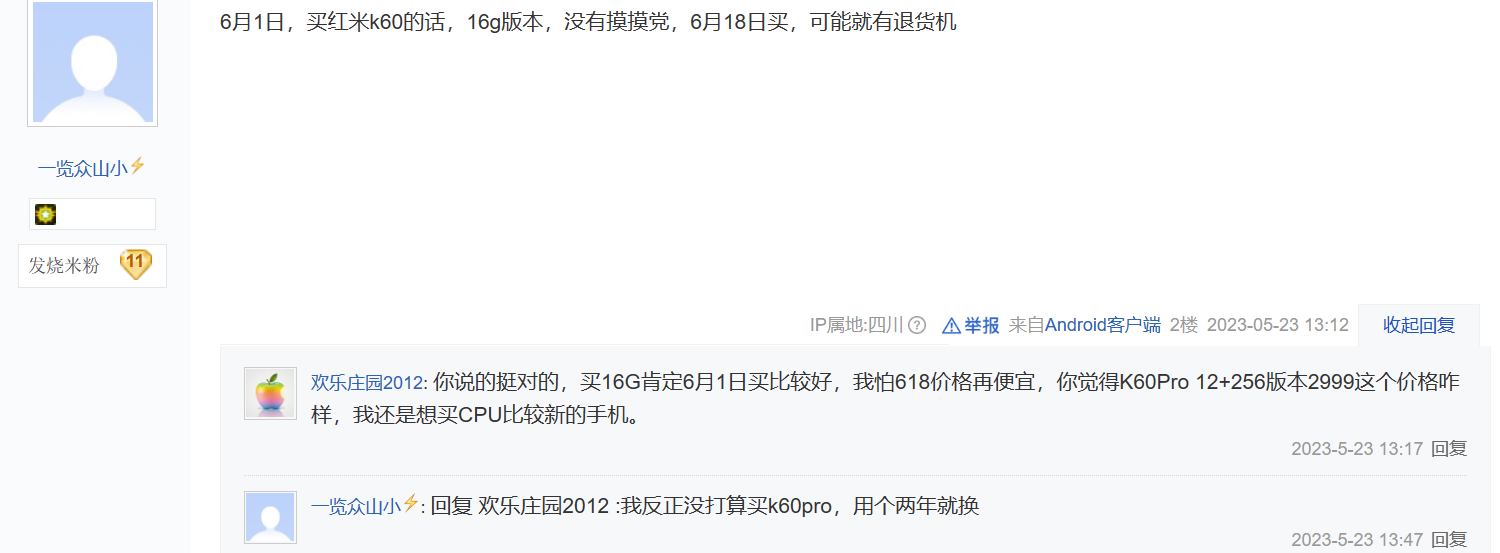 6月1日，买红米k60的话，16g版本，没有摸摸党，6月18日买，可能就有退货机
一览众山小⚡
发烧米粉 11
IP属地:四川 ? 举报 来自Android客户端 2楼 2023-05-23 13:12 收起回复
欢乐庄园2012: 你说的挺对的，买16G肯定6月1日买比较好，我怕618价格再便宜，你觉得K60Pro 12+256版本2999这个价格咋
样，我还是想买CPU比较新的手机。
2023-5-23 13:17 回复
一览众山小⚡: 回复 欢乐庄园2012 :我反正没打算买k60pro，用个两年就换
2023-5-23 13:47 回复